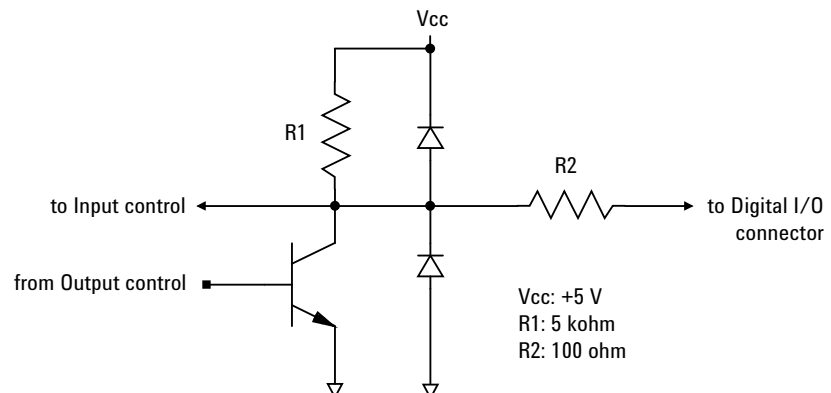 Vcc
R1
R2
to Input control
to Digital I/O
connector
from Output control
Vcc: +5 V
R1: 5 kohm
R2: 100 ohm